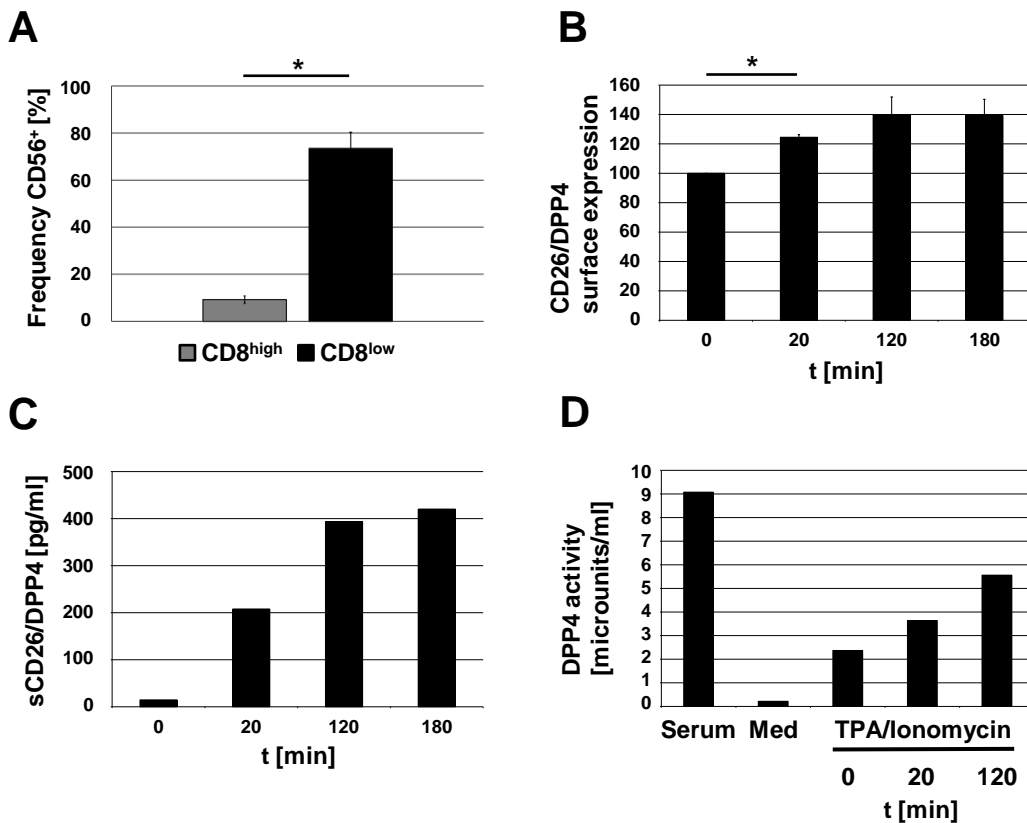 A
*
Frequency CD56⁺ [%]
100
80
60
40
20
0
CD8high CD8low
B
*
CD26/DPP4
surface expression
160
140
120
100
80
60
40
20
0
0 20 120 180
t [min]
C
sCD26/DPP4 [pg/ml]
500
400
300
200
100
0
0 20 120 180
t [min]
D
DPP4 activity
[microunits/ml]
10
9
8
7
6
5
4
3
2
1
0
Serum Med TPA/Ionomycin
0 20 120
t [min]